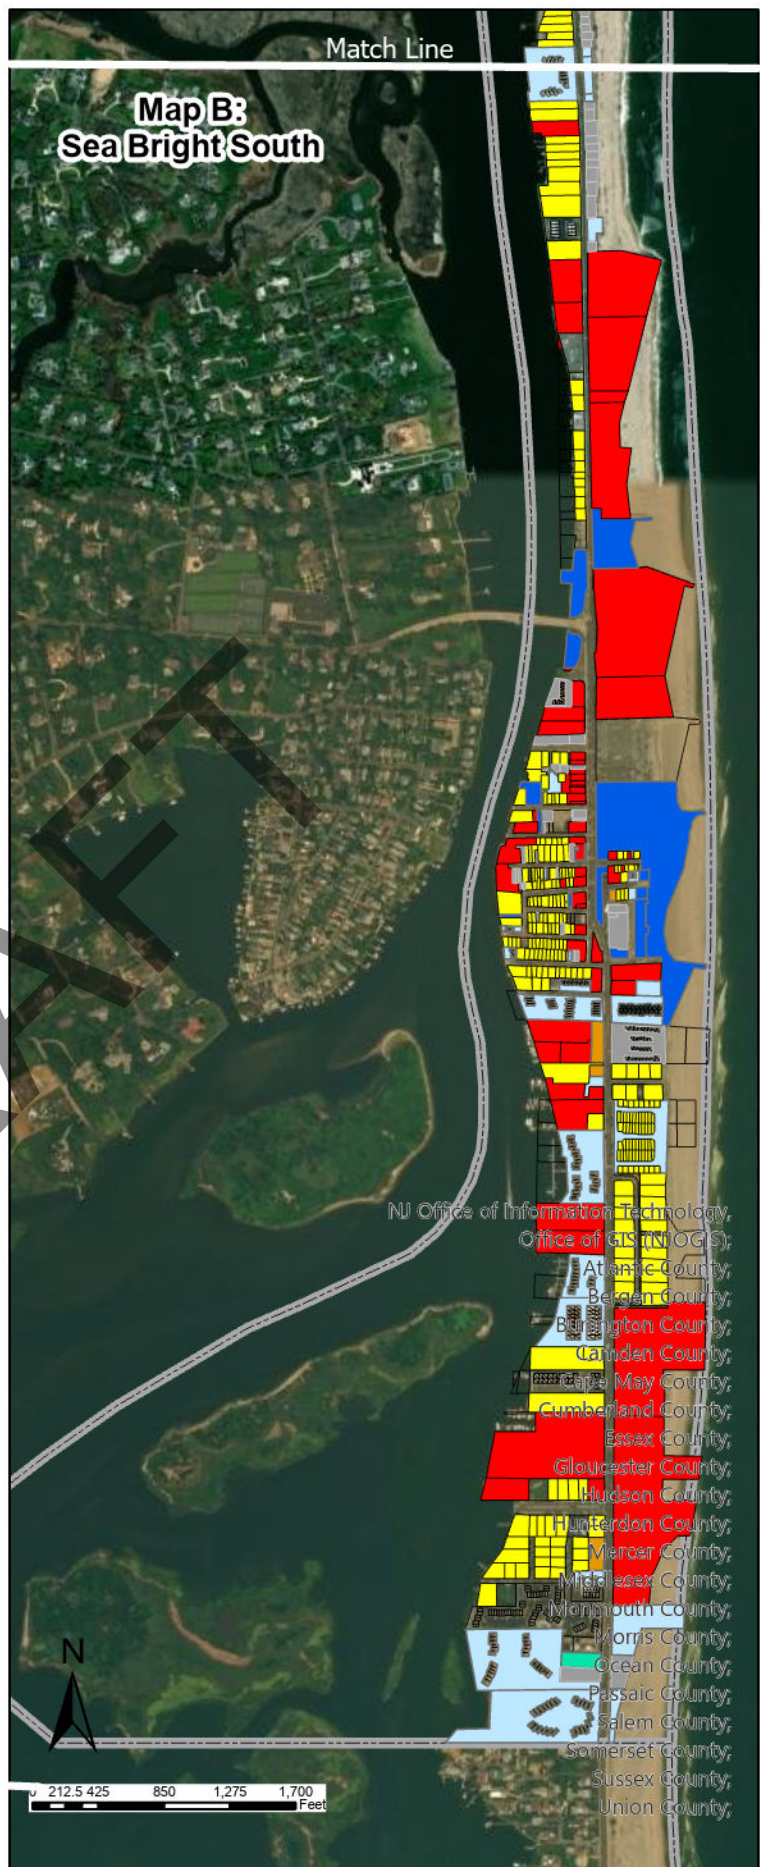 Match Line
Map B:
Sea Bright South
AFT
NJ Office of Information Technology,
Office of GIS (NJOGIS);
Atlantic County;
Bergen County;
Burlington County;
Camden County;
Cape May County;
Cumberland County;
Essex County;
Gloucester County;
Hudson County;
Hunterdon County;
Mercer County;
Middlesex County;
Monmouth County;
Morris County;
Ocean County;
Passaic County;
Salem County;
Somerset County;
Sussex County;
Union County;
N
0 212.5 425 850 1,275 1,700
Feet